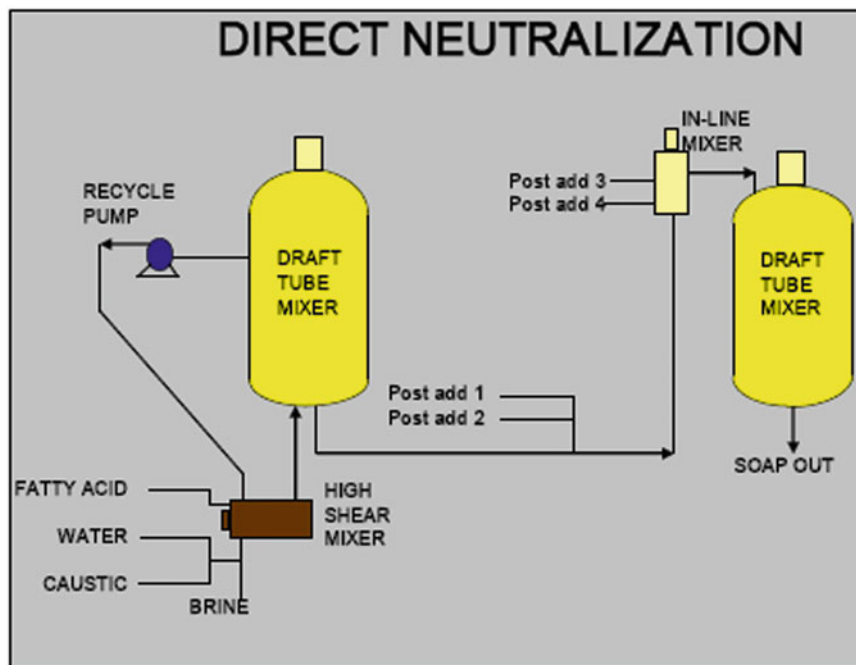 DIRECT NEUTRALIZATION
IN-LINE
MIXER
RECYCLE
PUMP
Post add 3
Post add 4
DRAFT
TUBE
MIXER
DRAFT
TUBE
MIXER
Post add 1
Post add 2
SOAP OUT
FATTY ACID
HIGH
SHEAR
MIXER
WATER
CAUSTIC
BRINE